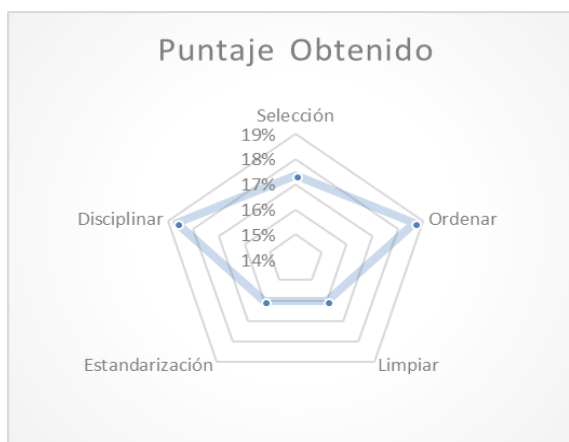 Puntaje Obtenido
Selección
19%
18%
17%
16%
15%
14%
Disciplinar
Ordenar
Estandarización
Limpiar